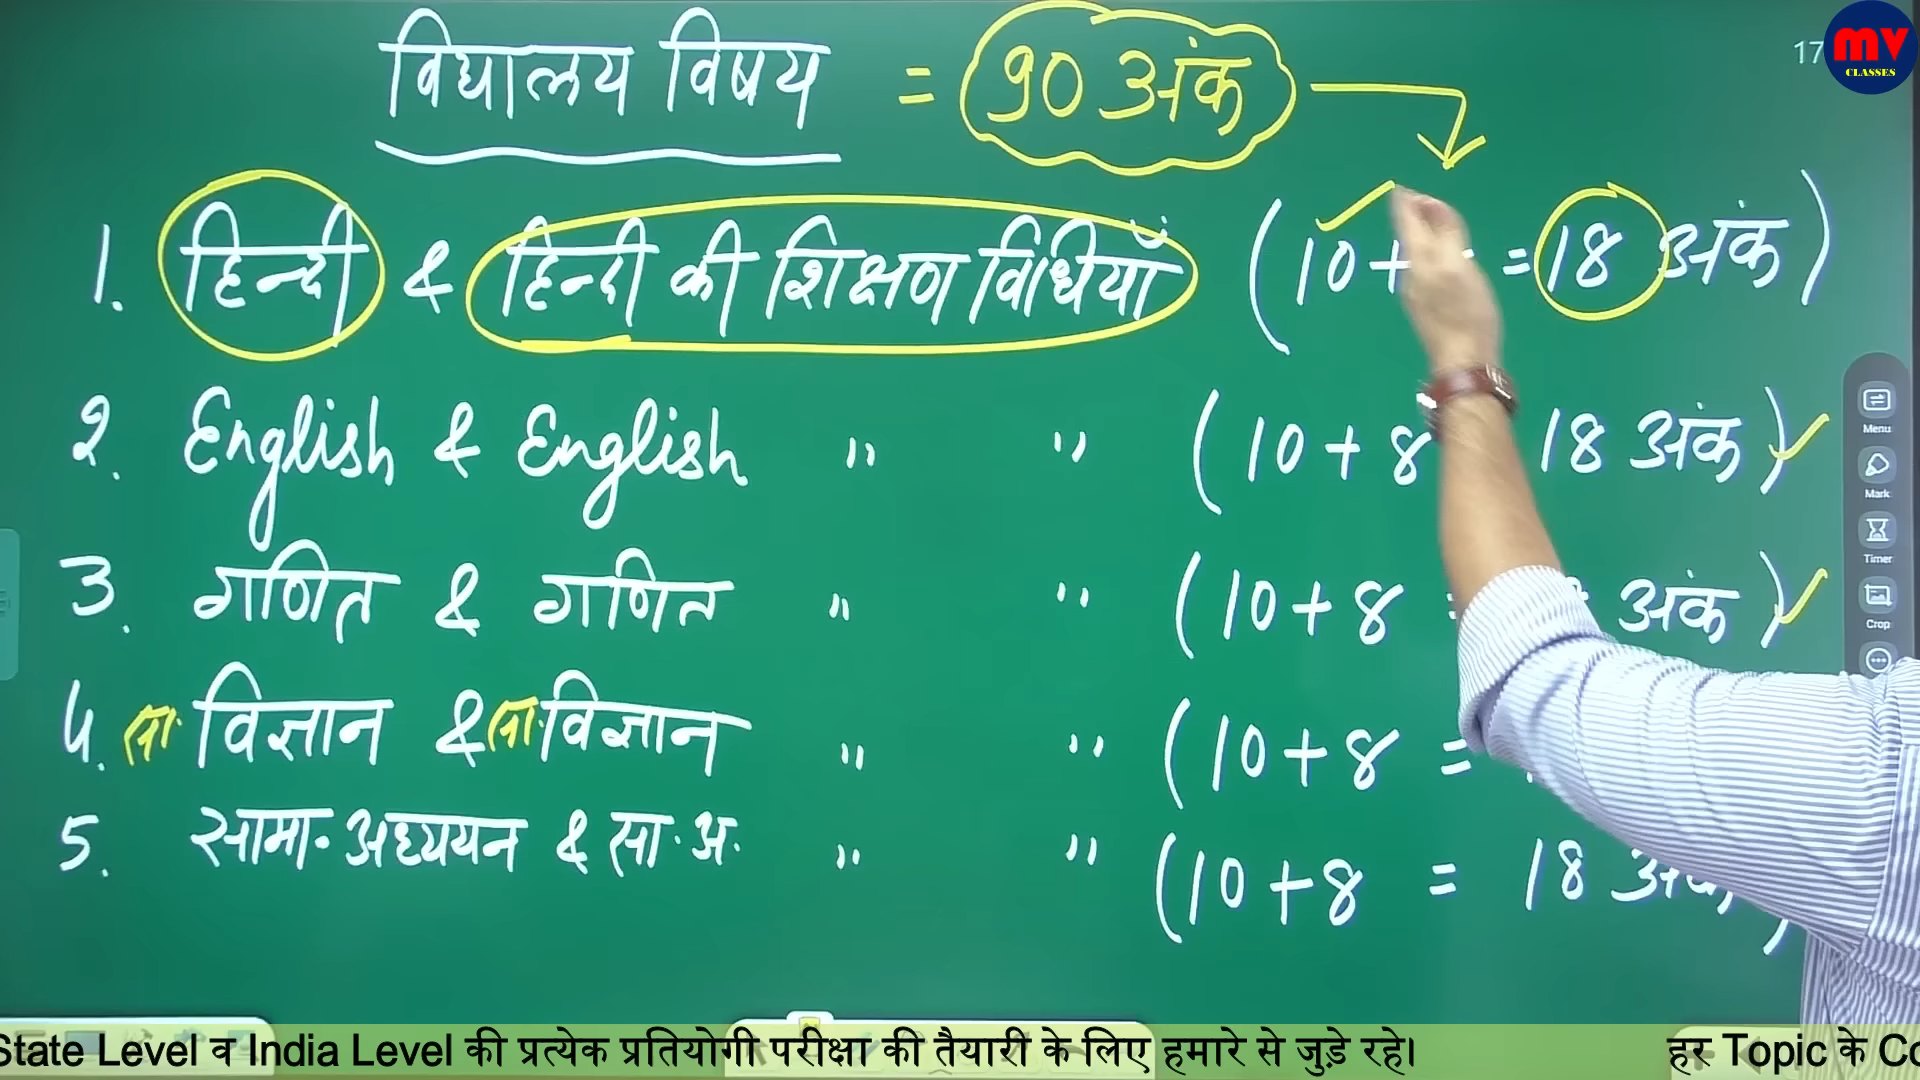 विद्यालय विषय = 90 अंक
17
MV
CLASSES
1. हिन्दी & हिन्दी की शिक्षण विधियाँ (10+ = 18 अंक)
2. English & English " " (10+8 18 अंक)
3. गणित & गणित " " (10+8 = अंक)
4. सा. विज्ञान & सा. विज्ञान " " (10+8 =
5. सामा. अध्ययन & सा. अ. " " (10+8 = 18 अंक)
Menu
Mark
Timer
Crop
State Level व India Level की प्रत्येक प्रतियोगी परीक्षा की तैयारी के लिए हमारे से जुड़े रहे। हर Topic के Co